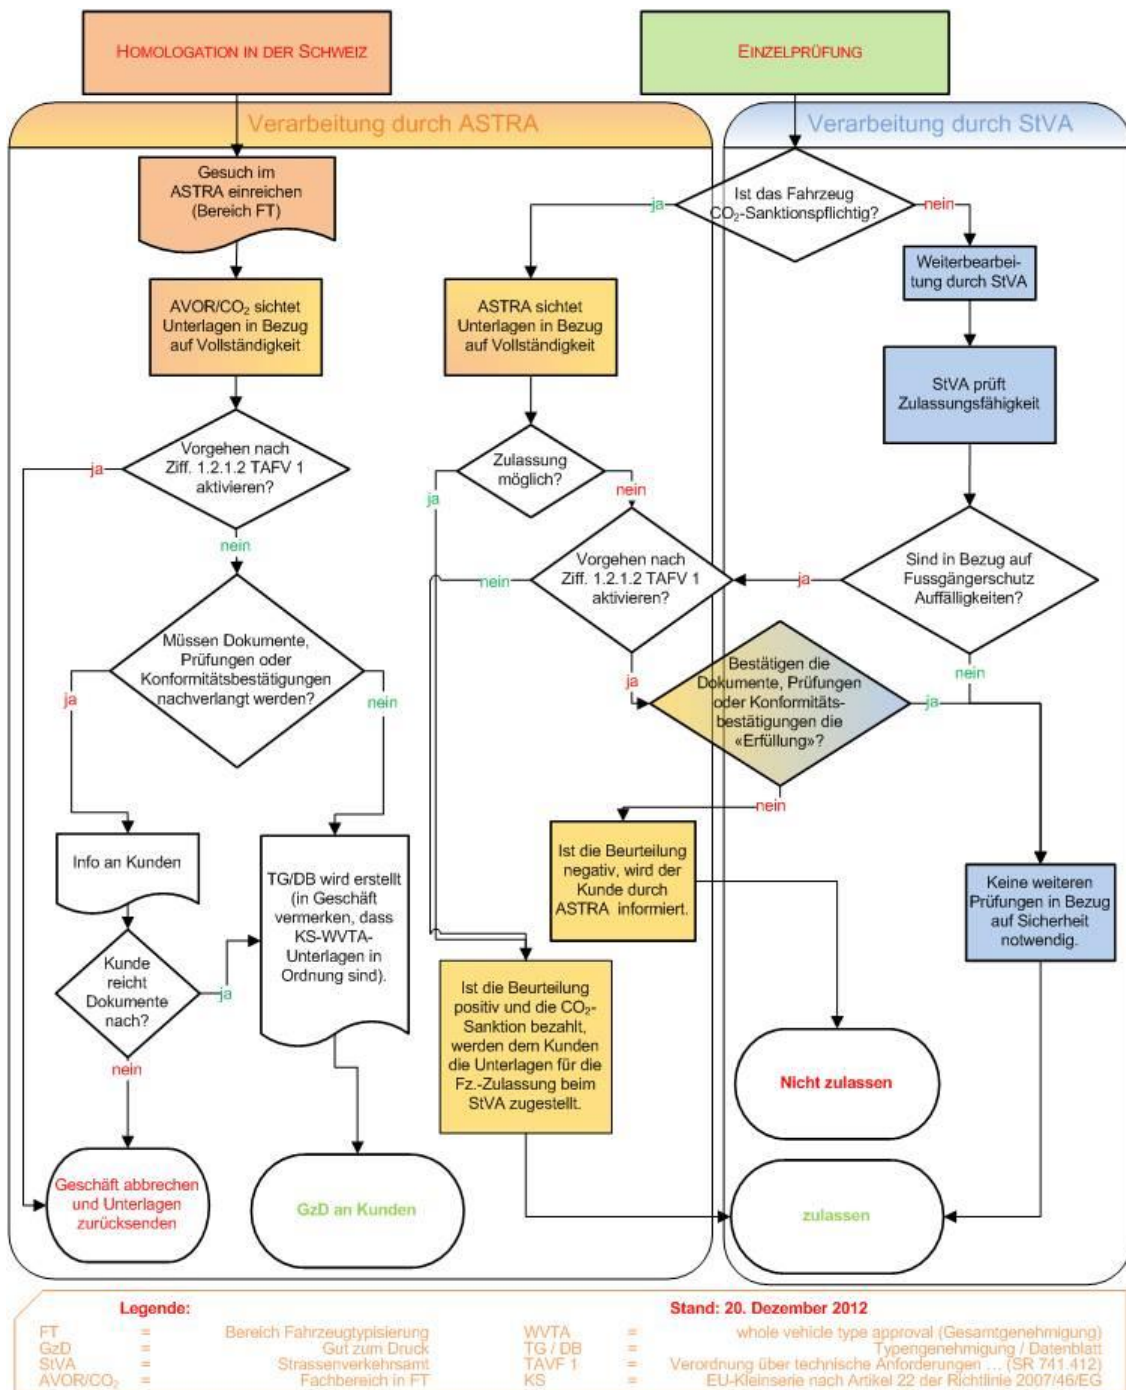 HOMOLOGATION IN DER SCHWEIZ
EINZELPRÜFUNG
Verarbeitung durch ASTRA
Verarbeitung durch StVA
Gesuch im
ASTRA einreichen
(Bereich FT)
Ist das Fahrzeug
CO₂-Sanktionspflichtig?
ja
nein
Weiterbearbei-
tung durch StVA
AVOR/CO₂ sichtet
Unterlagen in Bezug
auf Vollständigkeit
ASTRA sichtet
Unterlagen in Bezug
auf Vollständigkeit
StVA prüft
Zulassungsfähigkeit
Vorgehen nach
Ziff. 1.2.1.2 TAFV 1
aktivieren?
ja
nein
Zulassung
möglich?
ja
nein
Vorgehen nach
Ziff. 1.2.1.2 TAFV 1
aktivieren?
nein
ja
Sind in Bezug auf
Fussgängerschutz
Auffälligkeiten?
ja
nein
Müssen Dokumente,
Prüfungen oder
Konformitätsbestätigungen
nachverlangt werden?
ja
nein
Bestätigen die
Dokumente, Prüfungen
oder Konformitäts-
bestätigungen die
«Erfüllung»?
ja
nein
Info an Kunden
TG/DB wird erstellt
(in Geschäft
vermerken, dass
KS-WVTA-
Unterlagen in
Ordnung sind).
Ist die Beurteilung
negativ, wird der
Kunde durch
ASTRA informiert.
Keine weiteren
Prüfungen in Bezug
auf Sicherheit
notwendig.
Kunde
reicht
Dokumente
nach?
ja
nein
Ist die Beurteilung
positiv und die CO₂-
Sanktion bezahlt,
werden dem Kunden
die Unterlagen für die
Fz.-Zulassung beim
StVA zugestellt.
Nicht zulassen
Geschäft abbrechen
und Unterlagen
zurücksenden
GzD an Kunden
zulassen
Legende:
Stand: 20. Dezember 2012
FT = Bereich Fahrzeugtypisierung
GzD = Gut zum Druck
StVA = Strassenverkehrsamt
AVOR/CO₂ = Fachbereich in FT
WVTA = whole vehicle type approval (Gesamtgenehmigung)
TG / DB = Typengenehmigung / Datenblatt
TAVF 1 = Verordnung über technische Anforderungen ... (SR 741.412)
KS = EU-Kleinserie nach Artikel 22 der Richtlinie 2007/46/EG